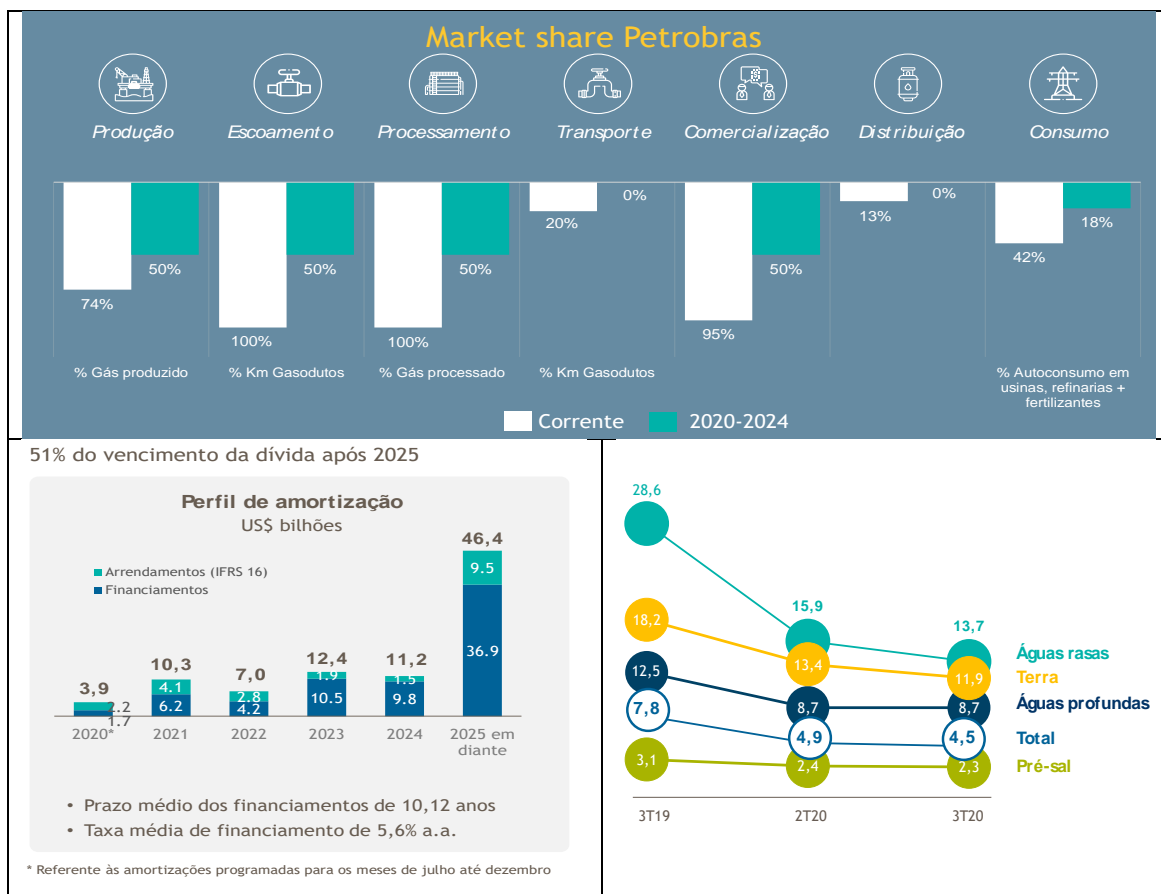 Market share Petrobras
Produção
Escoamento
Processamento
Transporte
Comercialização
Distribuição
Consumo
74%
50%
100%
50%
100%
50%
20%
0%
95%
50%
13%
0%
42%
18%
% Gás produzido
% Km Gasodutos
% Gás processado
% Km Gasodutos
% Autoconsumo em
usinas, refinarias +
fertilizantes
Corrente
2020-2024
51% do vencimento da dívida após 2025
Perfil de amortização
US$ bilhões
Arrendamentos (IFRS 16)
Financiamentos
3,9
2.2
1.7
10,3
4.1
6.2
7,0
2.8
4.2
12,4
1.9
10.5
11,2
1.5
9.8
46,4
9.5
36.9
2020*
2021
2022
2023
2024
2025 em
diante
• Prazo médio dos financiamentos de 10,12 anos
• Taxa média de financiamento de 5,6% a.a.
* Referente às amortizações programadas para os meses de julho até dezembro
28,6
15,9
13,7
18,2
13,4
11,9
12,5
8,7
8,7
7,8
4,9
4,5
3,1
2,4
2,3
Águas rasas
Terra
Águas profundas
Total
Pré-sal
3T19
2T20
3T20